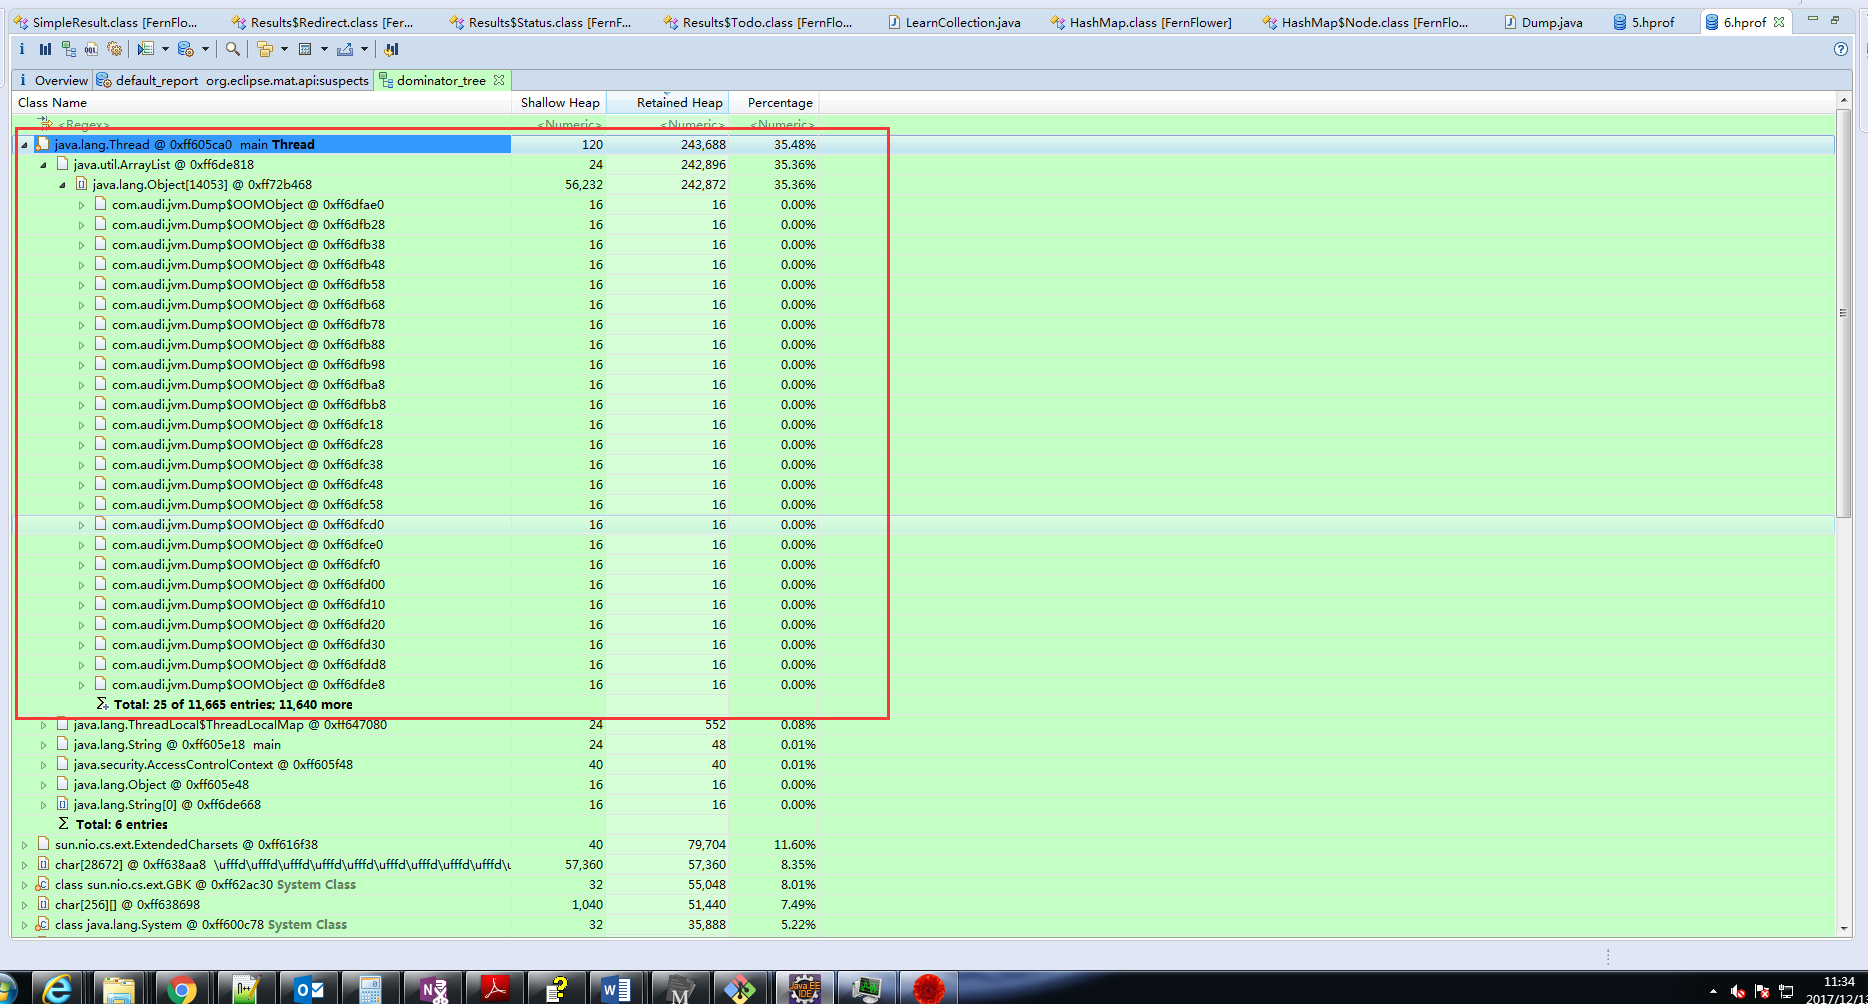 SimpleResult.class [FernFlo... Results$Redirect.class [Fer... Results$Status.class [FernF... Results$Todo.class [FernFlo... LearnCollection.java HashMap.class [FernFlower] HashMap$Node.class [FernFlo... Dump.java 5.hprof 6.hprof
Overview default_report org.eclipse.mat.api:suspects dominator_tree
Class Name Shallow Heap Retained Heap Percentage
<Regex> <Numeric> <Numeric> <Numeric>
java.lang.Thread @ 0xff605ca0 main Thread 120 243,688 35.48%
java.util.ArrayList @ 0xff6de818 24 242,896 35.36%
java.lang.Object[14053] @ 0xff72b468 56,232 242,872 35.36%
com.audi.jvm.Dump$OOMObject @ 0xff6dfae0 16 16 0.00%
com.audi.jvm.Dump$OOMObject @ 0xff6dfb28 16 16 0.00%
com.audi.jvm.Dump$OOMObject @ 0xff6dfb38 16 16 0.00%
com.audi.jvm.Dump$OOMObject @ 0xff6dfb48 16 16 0.00%
com.audi.jvm.Dump$OOMObject @ 0xff6dfb58 16 16 0.00%
com.audi.jvm.Dump$OOMObject @ 0xff6dfb68 16 16 0.00%
com.audi.jvm.Dump$OOMObject @ 0xff6dfb78 16 16 0.00%
com.audi.jvm.Dump$OOMObject @ 0xff6dfb88 16 16 0.00%
com.audi.jvm.Dump$OOMObject @ 0xff6dfb98 16 16 0.00%
com.audi.jvm.Dump$OOMObject @ 0xff6dfba8 16 16 0.00%
com.audi.jvm.Dump$OOMObject @ 0xff6dfbb8 16 16 0.00%
com.audi.jvm.Dump$OOMObject @ 0xff6dfc18 16 16 0.00%
com.audi.jvm.Dump$OOMObject @ 0xff6dfc28 16 16 0.00%
com.audi.jvm.Dump$OOMObject @ 0xff6dfc38 16 16 0.00%
com.audi.jvm.Dump$OOMObject @ 0xff6dfc48 16 16 0.00%
com.audi.jvm.Dump$OOMObject @ 0xff6dfc58 16 16 0.00%
com.audi.jvm.Dump$OOMObject @ 0xff6dfcd0 16 16 0.00%
com.audi.jvm.Dump$OOMObject @ 0xff6dfce0 16 16 0.00%
com.audi.jvm.Dump$OOMObject @ 0xff6dfcf0 16 16 0.00%
com.audi.jvm.Dump$OOMObject @ 0xff6dfd00 16 16 0.00%
com.audi.jvm.Dump$OOMObject @ 0xff6dfd10 16 16 0.00%
com.audi.jvm.Dump$OOMObject @ 0xff6dfd20 16 16 0.00%
com.audi.jvm.Dump$OOMObject @ 0xff6dfd30 16 16 0.00%
com.audi.jvm.Dump$OOMObject @ 0xff6dfdd8 16 16 0.00%
com.audi.jvm.Dump$OOMObject @ 0xff6dfde8 16 16 0.00%
Total: 25 of 11,665 entries; 11,640 more
java.lang.ThreadLocal$ThreadLocalMap @ 0xff647080 24 552 0.08%
java.lang.String @ 0xff605e18 main 24 48 0.01%
java.security.AccessControlContext @ 0xff605f48 40 40 0.01%
java.lang.Object @ 0xff605e48 16 16 0.00%
java.lang.String[0] @ 0xff6de668 16 16 0.00%
Total: 6 entries
sun.nio.cs.ext.ExtendedCharsets @ 0xff616f38 40 79,704 11.60%
char[28672] @ 0xff638aa8 \ufffd\ufffd\ufffd\ufffd\ufffd\ufffd\ufffd\ufffd\ufffd\u 57,360 57,360 8.35%
class sun.nio.cs.ext.GBK @ 0xff62ac30 System Class 32 55,048 8.01%
char[256][] @ 0xff638698 1,040 51,440 7.49%
class java.lang.System @ 0xff600c78 System Class 32 35,888 5.22%
11:34
2017/12/1